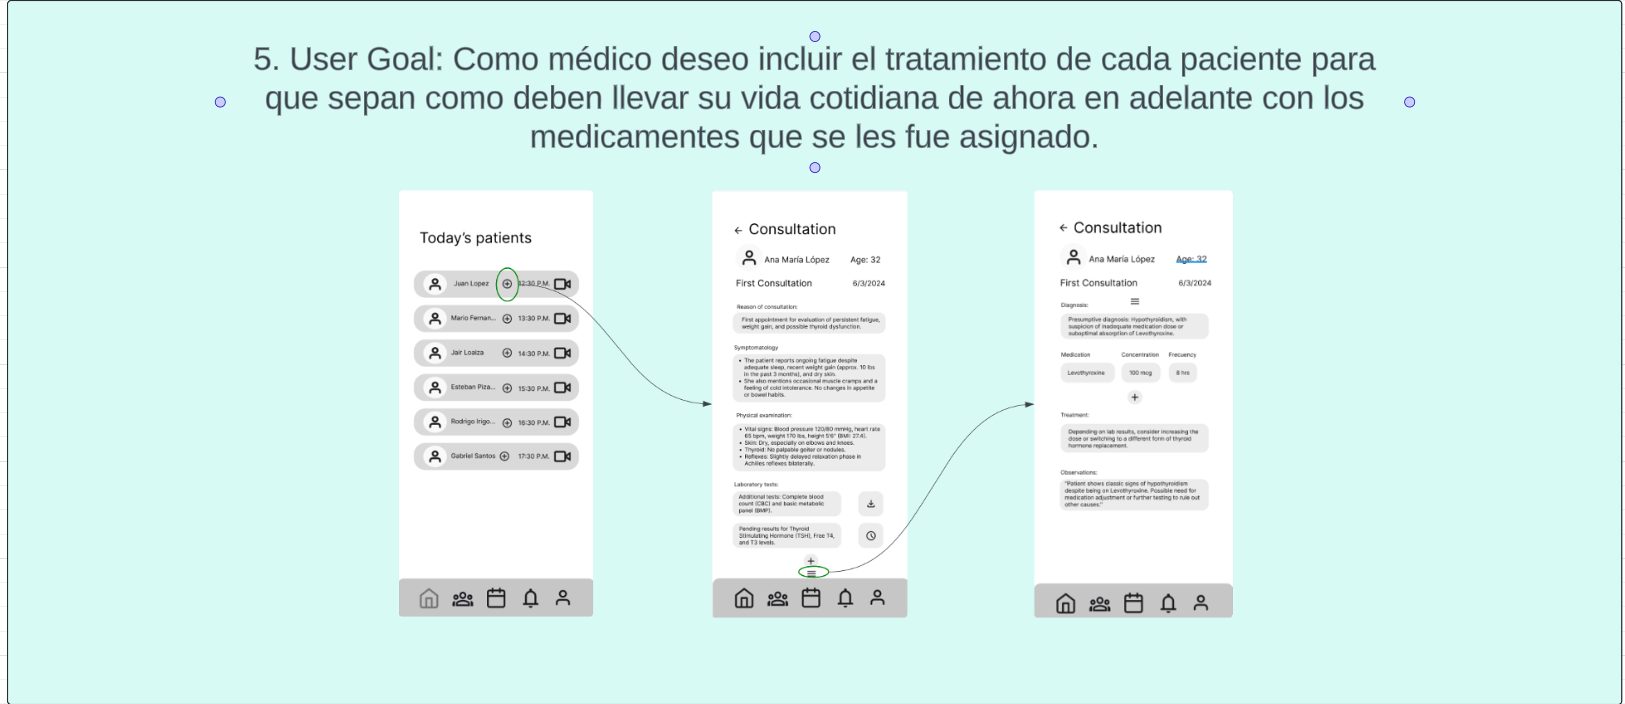 5. User Goal: Como médico deseo incluir el tratamiento de cada paciente para
que sepan como deben llevar su vida cotidiana de ahora en adelante con los
medicamentes que se les fue asignado.
Today's patients
Juan Lopez 12:30 P.M.
Mario Fernan... 13:30 P.M.
Jair Loaiza 14:30 P.M.
Esteban Piza... 15:30 P.M.
Rodrigo Irigo... 16:30 P.M.
Gabriel Santos 17:30 P.M.
← Consultation
Ana María López Age: 32
First Consultation 6/3/2024
Reason of consultation:
First appointment for evaluation of persistent fatigue,
weight gain, and possible thyroid dysfunction.
Symptomatology
• The patient reports ongoing fatigue despite
adequate sleep, recent weight gain (approx. 10 lbs
in the past 3 months), and dry skin.
• She also mentions occasional muscle cramps and a
feeling of cold intolerance. No changes in appetite
or bowel habits.
Physical examination:
• Vital signs: Blood pressure 120/80 mmHg, heart rate
65 bpm, weight 170 lbs, height 5'6" (BMI: 27.4).
• Skin: Dry, especially on elbows and knees.
• Thyroid: No palpable goiter or nodules.
• Reflexes: Slightly delayed relaxation phase in
Achilles reflexes bilaterally.
Laboratory tests:
Additional tests: Complete blood
count (CBC) and basic metabolic
panel (BMP).
Pending results for Thyroid
Stimulating Hormone (TSH), Free T4,
and T3 levels.
+
← Consultation
Ana María López Age: 32
First Consultation 6/3/2024
Diagnosis:
Presumptive diagnosis: Hypothyroidism, with
suspicion of inadequate medication dose or
suboptimal absorption of Levothyroxine.
Medication Concentration Frecuency
Levothyroxine 100 mcg 8 hrs
+
Treatment:
Depending on lab results, consider increasing the
dose or switching to a different form of thyroid
hormone replacement.
Observations:
"Patient shows classic signs of hypothyroidism
despite being on Levothyroxine. Possible need for
medication adjustment or further testing to rule out
other causes."